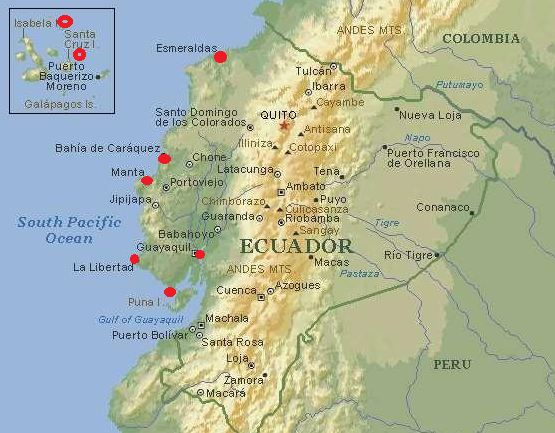 Isabela I.
Santa
Cruz I.
Puerto
Baquerizo
Moreno
Galápagos Is.
Esmeraldas
ANDES MTS.
COLOMBIA
Tulcán
Ibarra
Putumayo
Cayambe
Santo Domingo
de los Colorados
QUITO
Nueva Loja
Antisana
Napo
Illiniza
Cotopaxi
Bahía de Caráquez
Chone
Puerto Francisco
de Orellana
Latacunga
Tena
Manta
Portoviejo
Ambato
Jipijapa
Chimborazo
Puyo
Culicasanza
Conanaco
Guaranda
Riobamba
South Pacific
Ocean
Tigre
Babahoyo
Sangay
Guayaquil
ECUADOR
Río Tigre
La Libertad
ANDES MTS
Macas
Pastaza
Puna I.
Cuenca
Azogues
Gulf of Guayaquil
Machala
Puerto Bolívar
Santa Rosa
Loja
PERU
Zamora
Macará